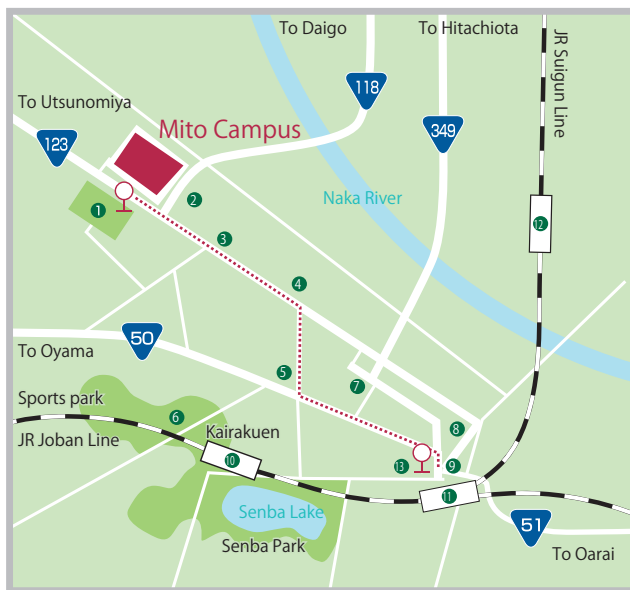 To Daigo
To Hitachiota
JR Suigun Line
118
To Utsunomiya
Mito Campus
123
349
Naka River
1
2
3
12
4
50
To Oyama
5
7
Sports park
6
JR Joban Line
Kairakuen
8
10
13
9
11
Senba Lake
51
Senba Park
To Oarai